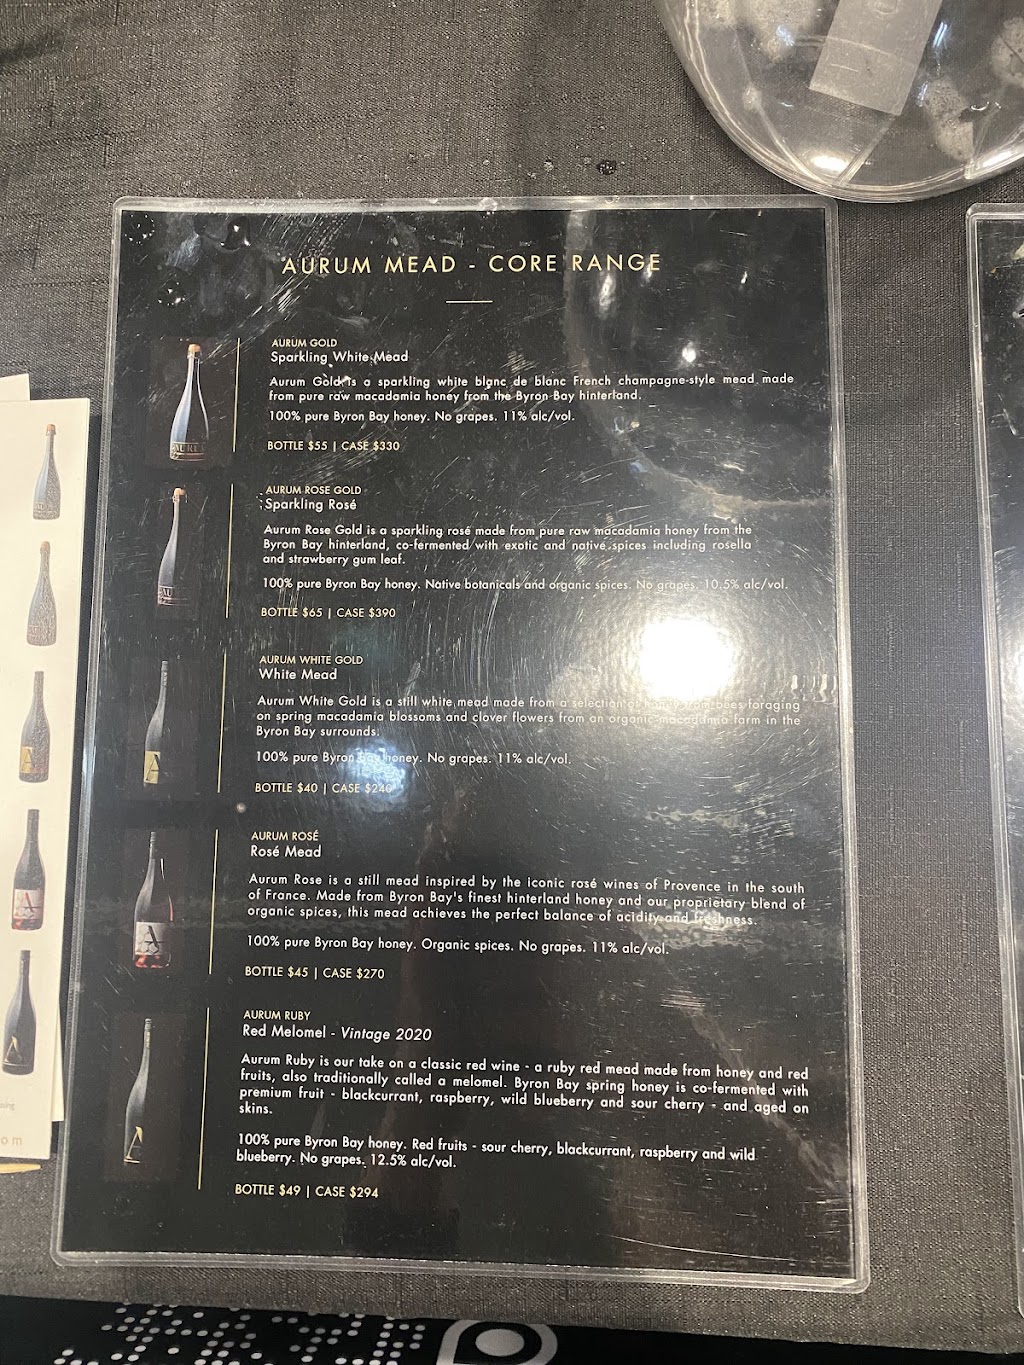 AURUM MEAD - CORE RANGE
AURUM GOLD
Sparkling White Mead
Aurum Gold is a sparkling white blanc de blanc French champagne-style mead made
from pure raw macadamia honey from the Byron Bay hinterland.
100% pure Byron Bay honey. No grapes. 11% alc/vol.
BOTTLE $55 | CASE $330
AURUM ROSE GOLD
Sparkling Rosé
Aurum Rose Gold is a sparkling rosé made from pure raw macadamia honey from the
Byron Bay hinterland, co-fermented with exotic and native spices including rosella
and strawberry gum leaf.
100% pure Byron Bay honey. Native botanicals and organic spices. No grapes. 10.5% alc/vol.
BOTTLE $65 | CASE $390
AURUM WHITE GOLD
White Mead
Aurum White Gold is a still white mead made from a selection of honey from bees foraging
on spring macadamia blossoms and clover flowers from an organic macadamia farm in the
Byron Bay surrounds.
100% pure Byron Bay honey. No grapes. 11% alc/vol.
BOTTLE $40 | CASE $240
AURUM ROSÉ
Rosé Mead
Aurum Rose is a still mead inspired by the iconic rosé wines of Provence in the south
of France. Made from Byron Bay's finest hinterland honey and our proprietary blend of
organic spices, this mead achieves the perfect balance of acidity and freshness.
100% pure Byron Bay honey. Organic spices. No grapes. 11% alc/vol.
BOTTLE $45 | CASE $270
AURUM RUBY
Red Melomel - Vintage 2020
Aurum Ruby is our take on a classic red wine - a ruby red mead made from honey and red
fruits, also traditionally called a melomel. Byron Bay spring honey is co-fermented with
premium fruit - blackcurrant, raspberry, wild blueberry and sour cherry - and aged on
skins.
100% pure Byron Bay honey. Red fruits - sour cherry, blackcurrant, raspberry and wild
blueberry. No grapes. 12.5% alc/vol.
BOTTLE $49 | CASE $294